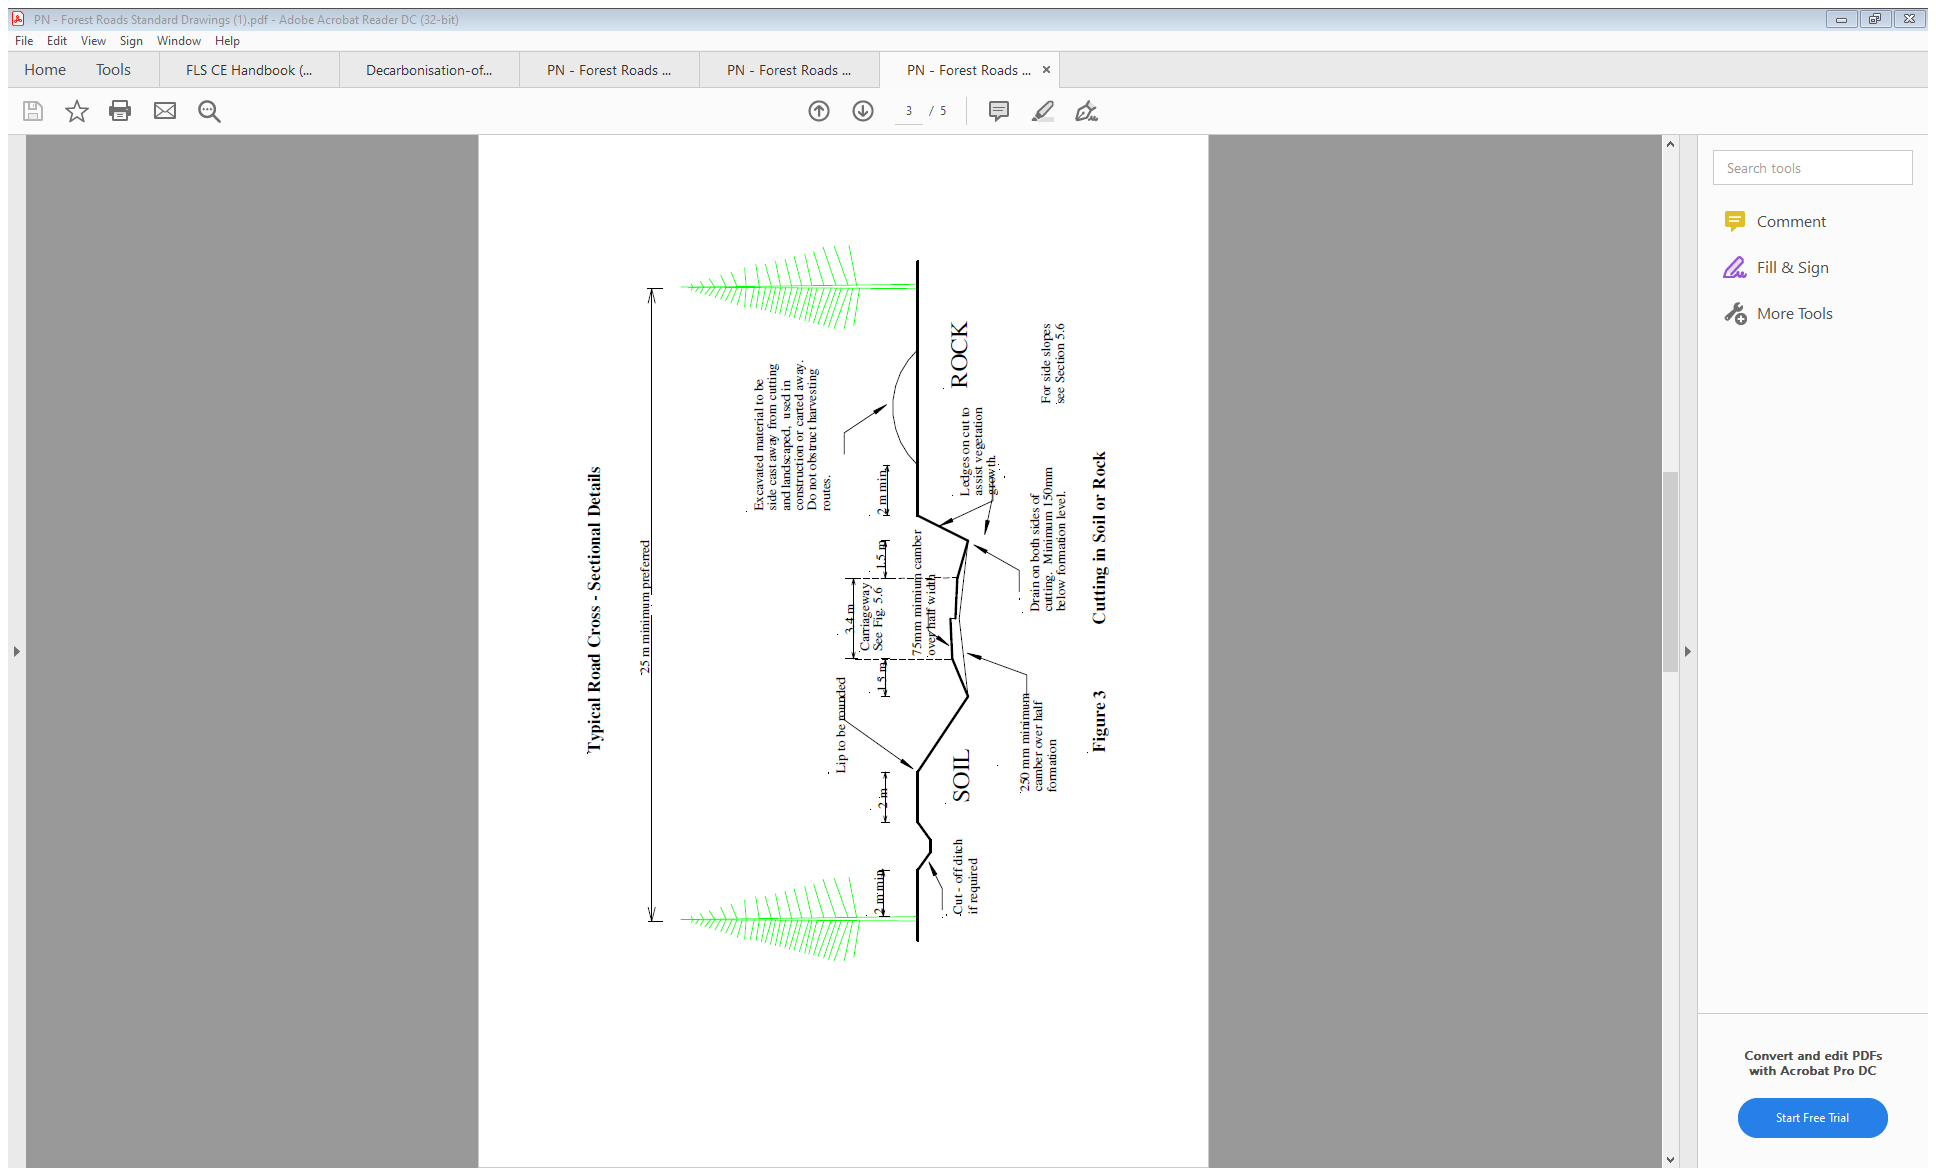 PN - Forest Roads Standard Drawings (1).pdf - Adobe Acrobat Reader DC (32-bit)
File Edit View Sign Window Help
Home Tools FLS CE Handbook (... Decarbonisation-of... PN - Forest Roads ... PN - Forest Roads ... PN - Forest Roads ...
3 / 5
Search tools
Comment
Fill & Sign
More Tools
Convert and edit PDFs
with Acrobat Pro DC
Start Free Trial
Typical Road Cross - Sectional Details
25 m minimum preferred
Excavated material to be
side cast away from cutting
and landscaped, used in
construction or carted away.
Do not obstruct harvesting
routes.
Lip to be rounded
3.4 m
Carriageway
See Fig. 5.6
2 m min
2 m
1.5 m
1.5 m
2 m min
75mm minium camber
over half width
SOIL
ROCK
Cut - off ditch
if required
Ledges on cut to
assist vegetation
growth.
250 mm minimum
camber over half
formation
Drain on both sides of
cutting. Minimum 150mm
below formation level.
For side slopes
see Section 5.6
Figure 3 Cutting in Soil or Rock